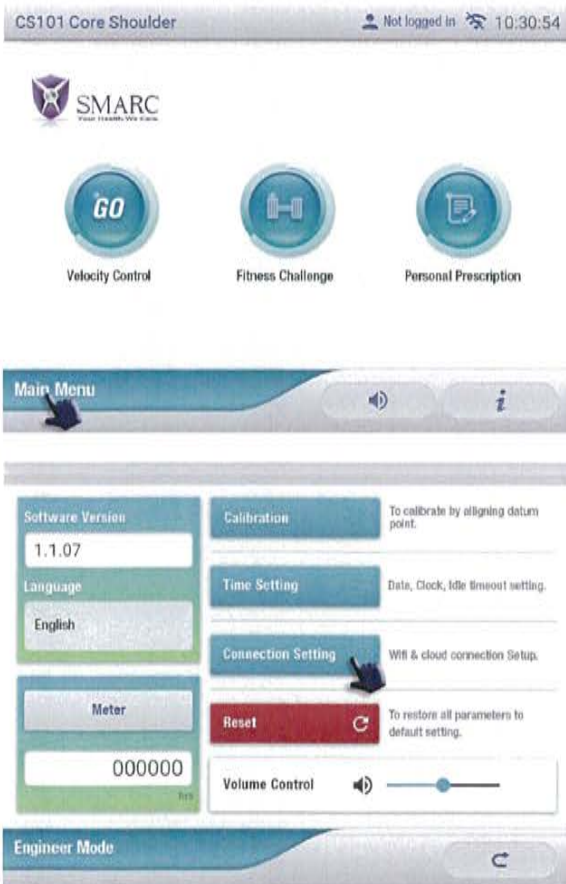 CS101 Core Shoulder
Not logged in 10:30:54
SMARC
Your Health We Care
GO
Velocity Control
Fitness Challenge
Personal Prescription
Main Menu
i
Software Version
1.1.07
Language
English
Meter
000000
hrs
Calibration
To calibrate by alligning datum
point.
Time Setting
Date, Clock, Idle timeout setting.
Connection Setting
Wifi & cloud connection Setup.
Reset
To restore all parameters to
default setting.
Volume Control
Engineer Mode